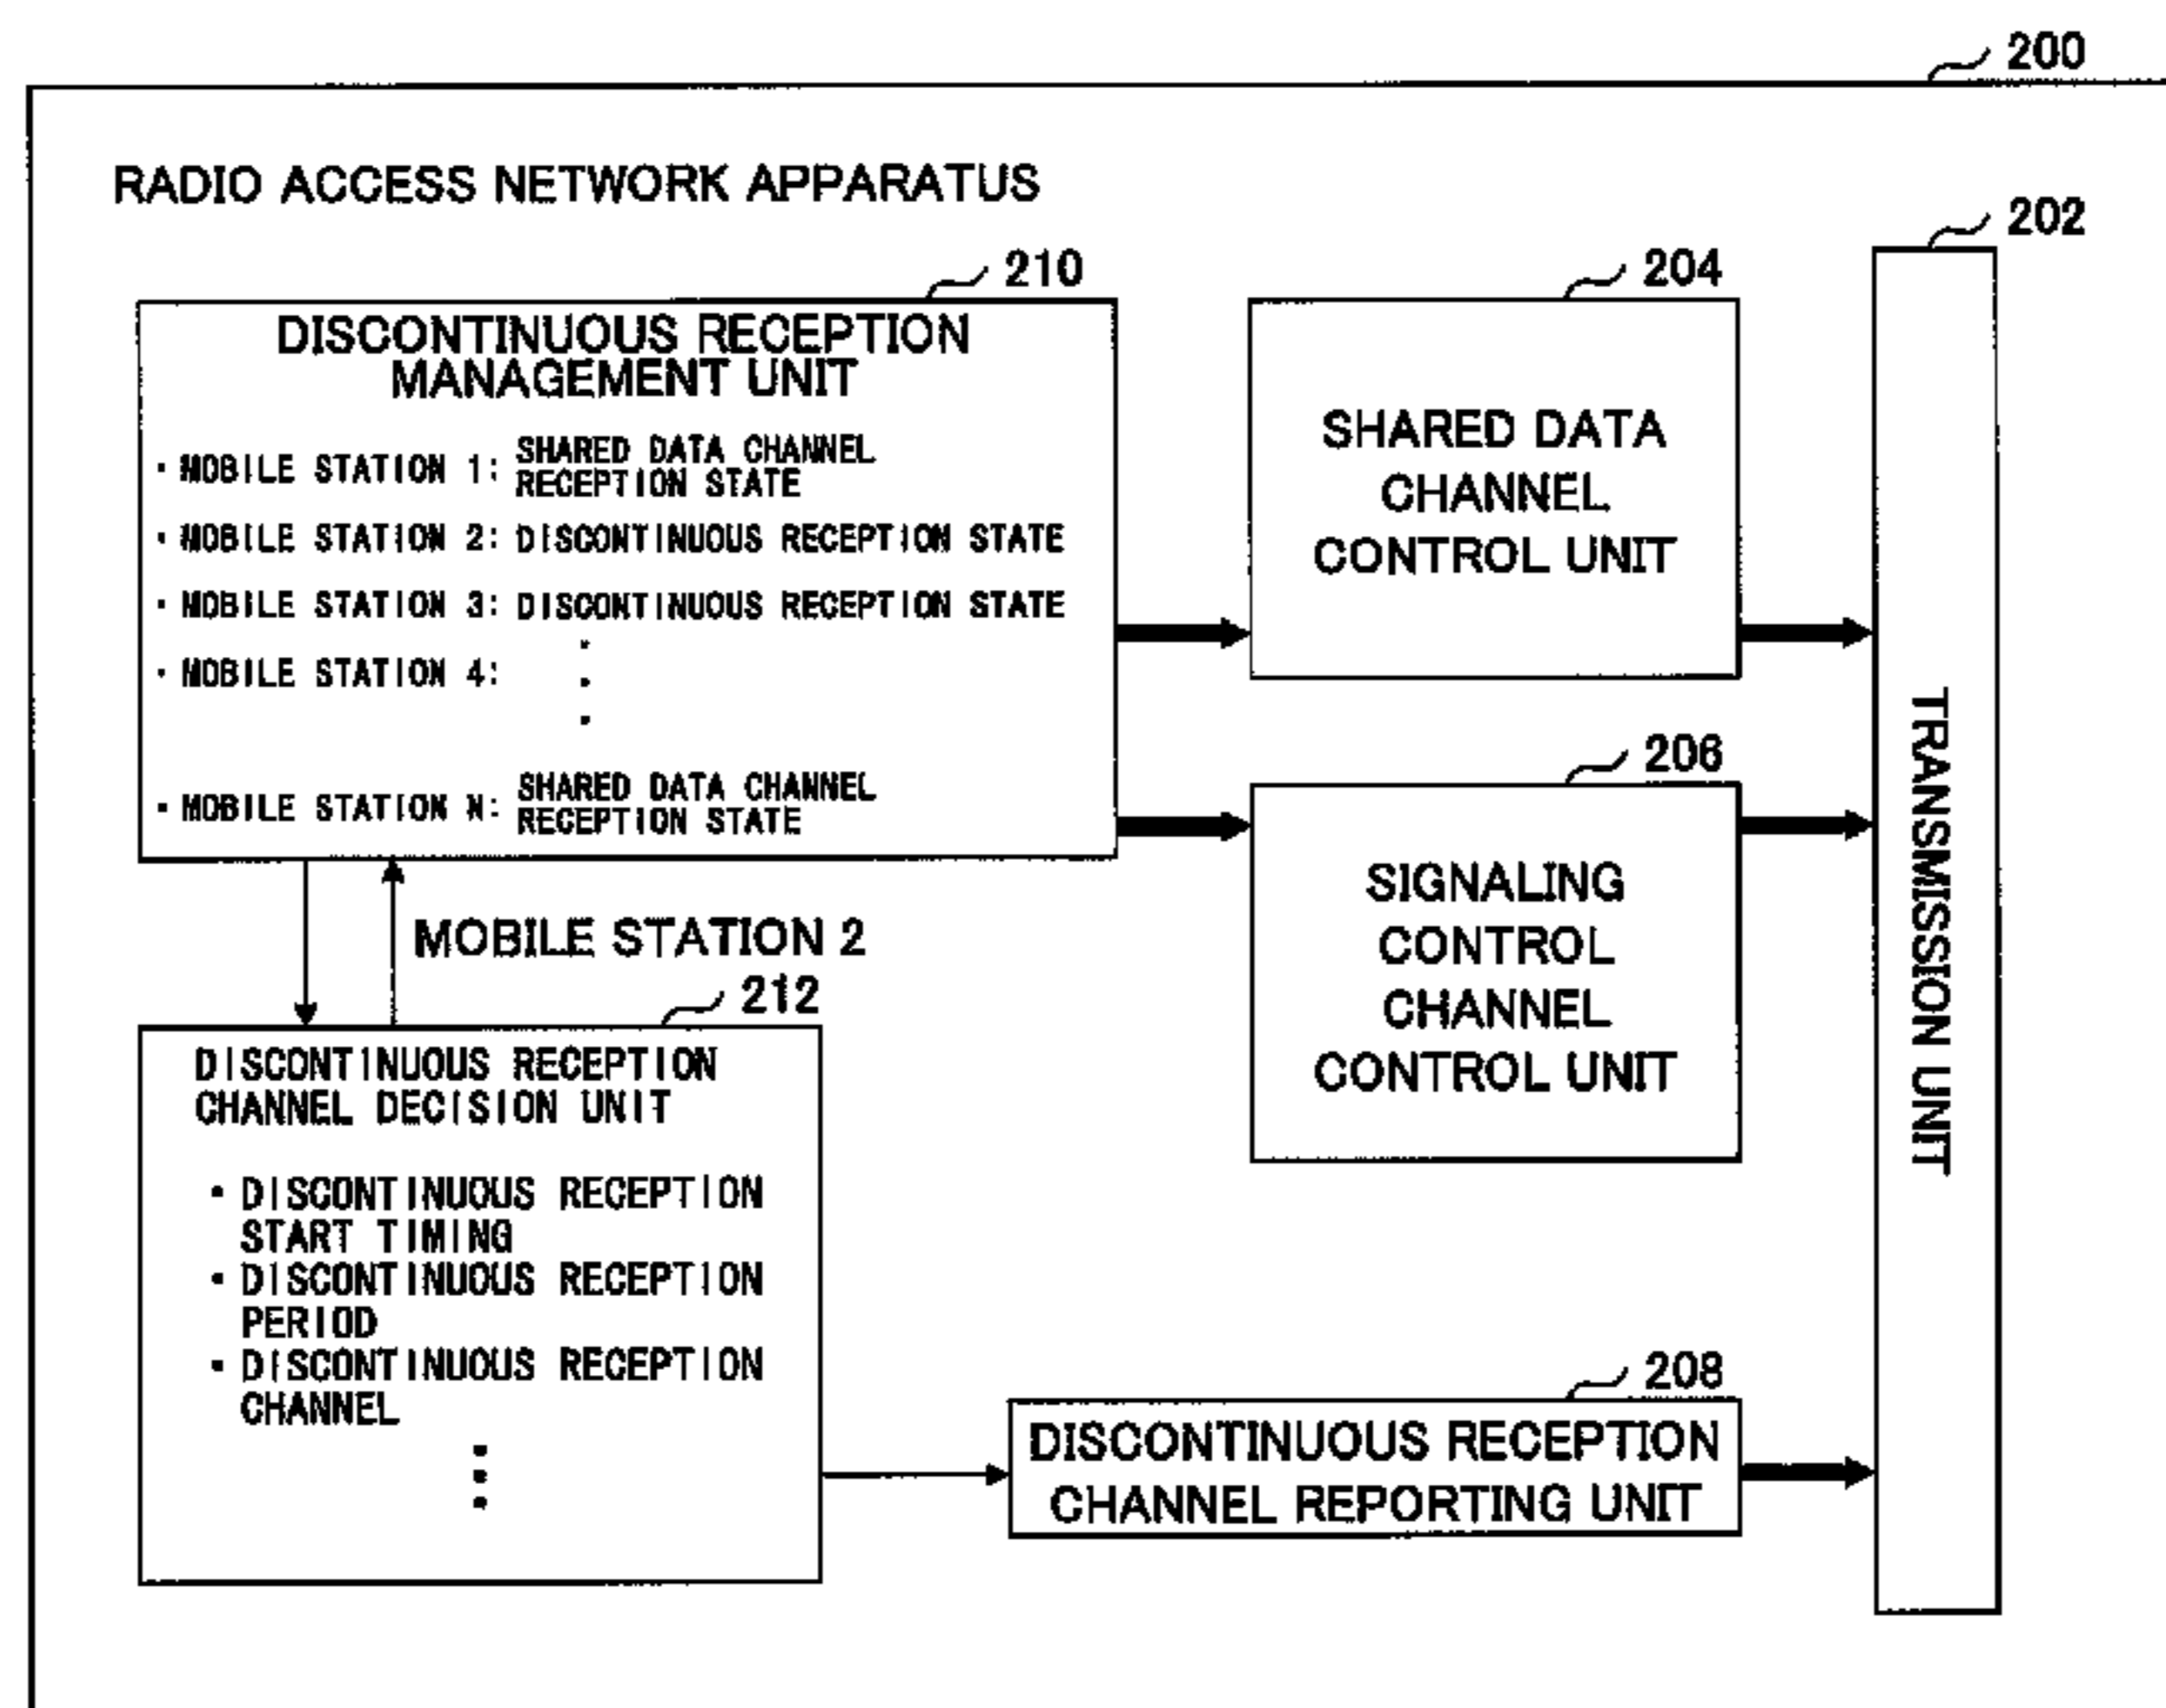 200
RADIO ACCESS NETWORK APPARATUS
202
210
204
DISCONTINUOUS RECEPTION
MANAGEMENT UNIT
・MOBILE STATION 1: SHARED DATA CHANNEL
RECEPTION STATE
・MOBILE STATION 2: DISCONTINUOUS RECEPTION STATE
・MOBILE STATION 3: DISCONTINUOUS RECEPTION STATE
・MOBILE STATION 4:
・MOBILE STATION N: SHARED DATA CHANNEL
RECEPTION STATE
SHARED DATA
CHANNEL
CONTROL UNIT
206
SIGNALING
CONTROL
CHANNEL
CONTROL UNIT
TRANSMISSION UNIT
MOBILE STATION 2
212
DISCONTINUOUS RECEPTION
CHANNEL DECISION UNIT
・DISCONTINUOUS RECEPTION
START TIMING
・DISCONTINUOUS RECEPTION
PERIOD
・DISCONTINUOUS RECEPTION
CHANNEL
208
DISCONTINUOUS RECEPTION
CHANNEL REPORTING UNIT